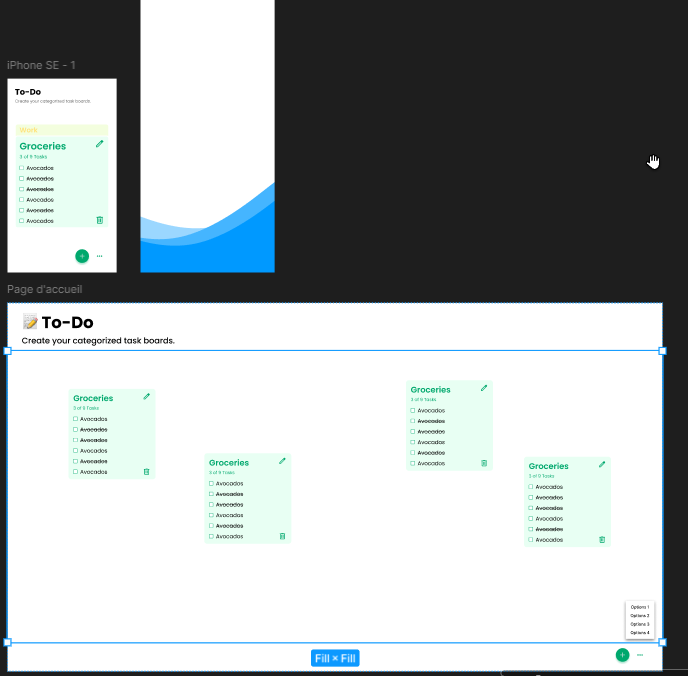 iPhone SE - 1
To-Do
Create your categorized task boards.
Work
Groceries
3 of 9 Tasks
Avocados
Avocados
Avocados
Avocados
Avocados
Avocados
+
...
Page d'accueil
📝 To-Do
Create your categorized task boards.
Groceries
3 of 9 Tasks
Avocados
Avocados
Avocados
Avocados
Avocados
Avocados
Groceries
3 of 9 Tasks
Avocados
Avocados
Avocados
Avocados
Avocados
Avocados
Groceries
3 of 9 Tasks
Avocados
Avocados
Avocados
Avocados
Avocados
Avocados
Groceries
3 of 9 Tasks
Avocados
Avocados
Avocados
Avocados
Avocados
Avocados
Options 1
Options 2
Options 3
Options 4
Fill × Fill
+
...